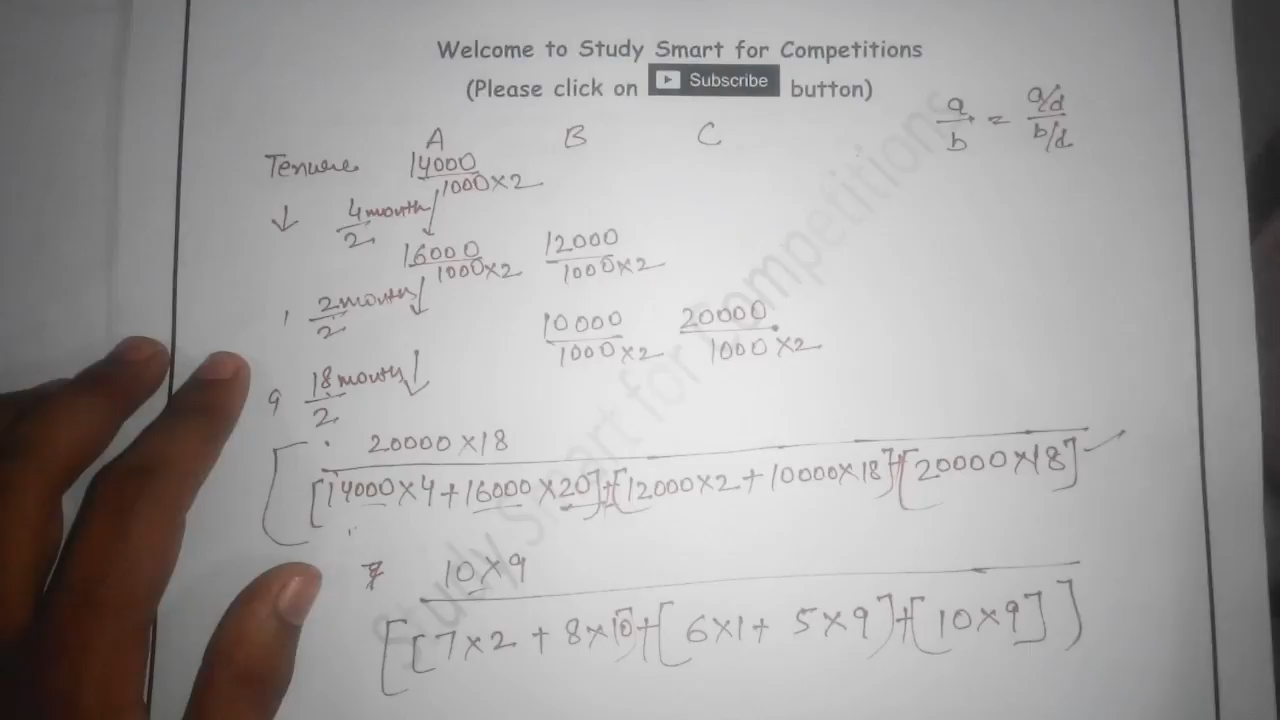 Welcome to Study Smart for Competitions
(Please click on Subscribe button)
a/b = a/d / b/d
A B C
Tenure 14000/1000×2
↓ 4 month/2 ↓
16000/1000×2 12000/1000×2
1 2 month/2 ↓
10000/1000×2 20000/1000×2
9 18 month/2 ↓
20000×18
[14000×4+16000×20]+[12000×2+10000×18]+[20000×18]
10×9
[[7×2+8×10]+[6×1+5×9]+[10×9]]
Study Smart for Competitions